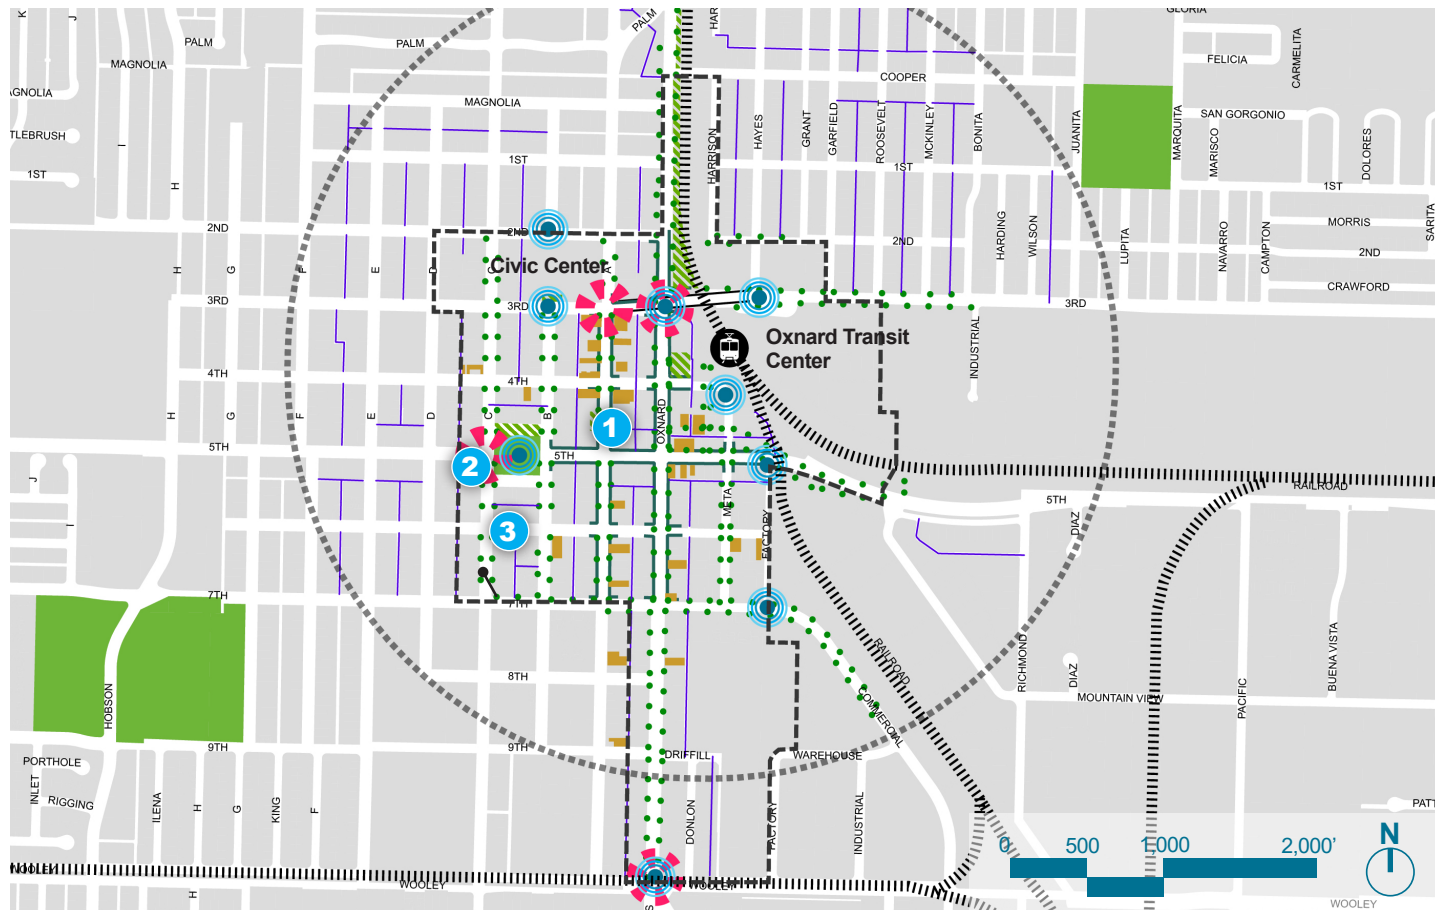 K
J
PALM
PALM
PALM
HAR
GLORIA
MAGNOLIA
COOPER
FELICIA
CARMELITA
AGNOLIA
MAGNOLIA
SAN GORGONIO
TLEBRUSH
I
HARRISON
HAYES
GRANT
GARFIELD
ROOSEVELT
MCKINLEY
BONITA
JUANITA
MARQUITA
MARISCO
DOLORES
1ST
1ST
1ST
1ST
H
2ND
2ND
2ND
HARDING
WILSON
LUPITA
NAVARRO
CAMPTON
MORRIS
2ND
SARITA
H
G
F
E
D
C
Civic Center
A
CRAWFORD
3RD
3RD
3RD
Oxnard Transit
Center
INDUSTRIAL
4TH
4TH
H
G
F
E
D
C
B
OXNARD
1
5TH
5TH
2
J
RAILROAD
5TH
META
I
3
FACTORY
DIAZ
7TH
7TH
RAILROAD
RICHMOND
BUENA VISTA
8TH
DIAZ
HOBSON
COMMERCIAL
MOUNTAIN VIEW
PACIFIC
9TH
9TH
DRIFFILL
WAREHOUSE
PORTHOLE
INLET
RIGGING
ILENA
H
G
KING
F
DONLON
FACTORY
INDUSTRIAL
PATT
0
500
1,000
2,000’
N
WOOLEY
WOOLEY
WOOLEY
H
S
WOOLEY